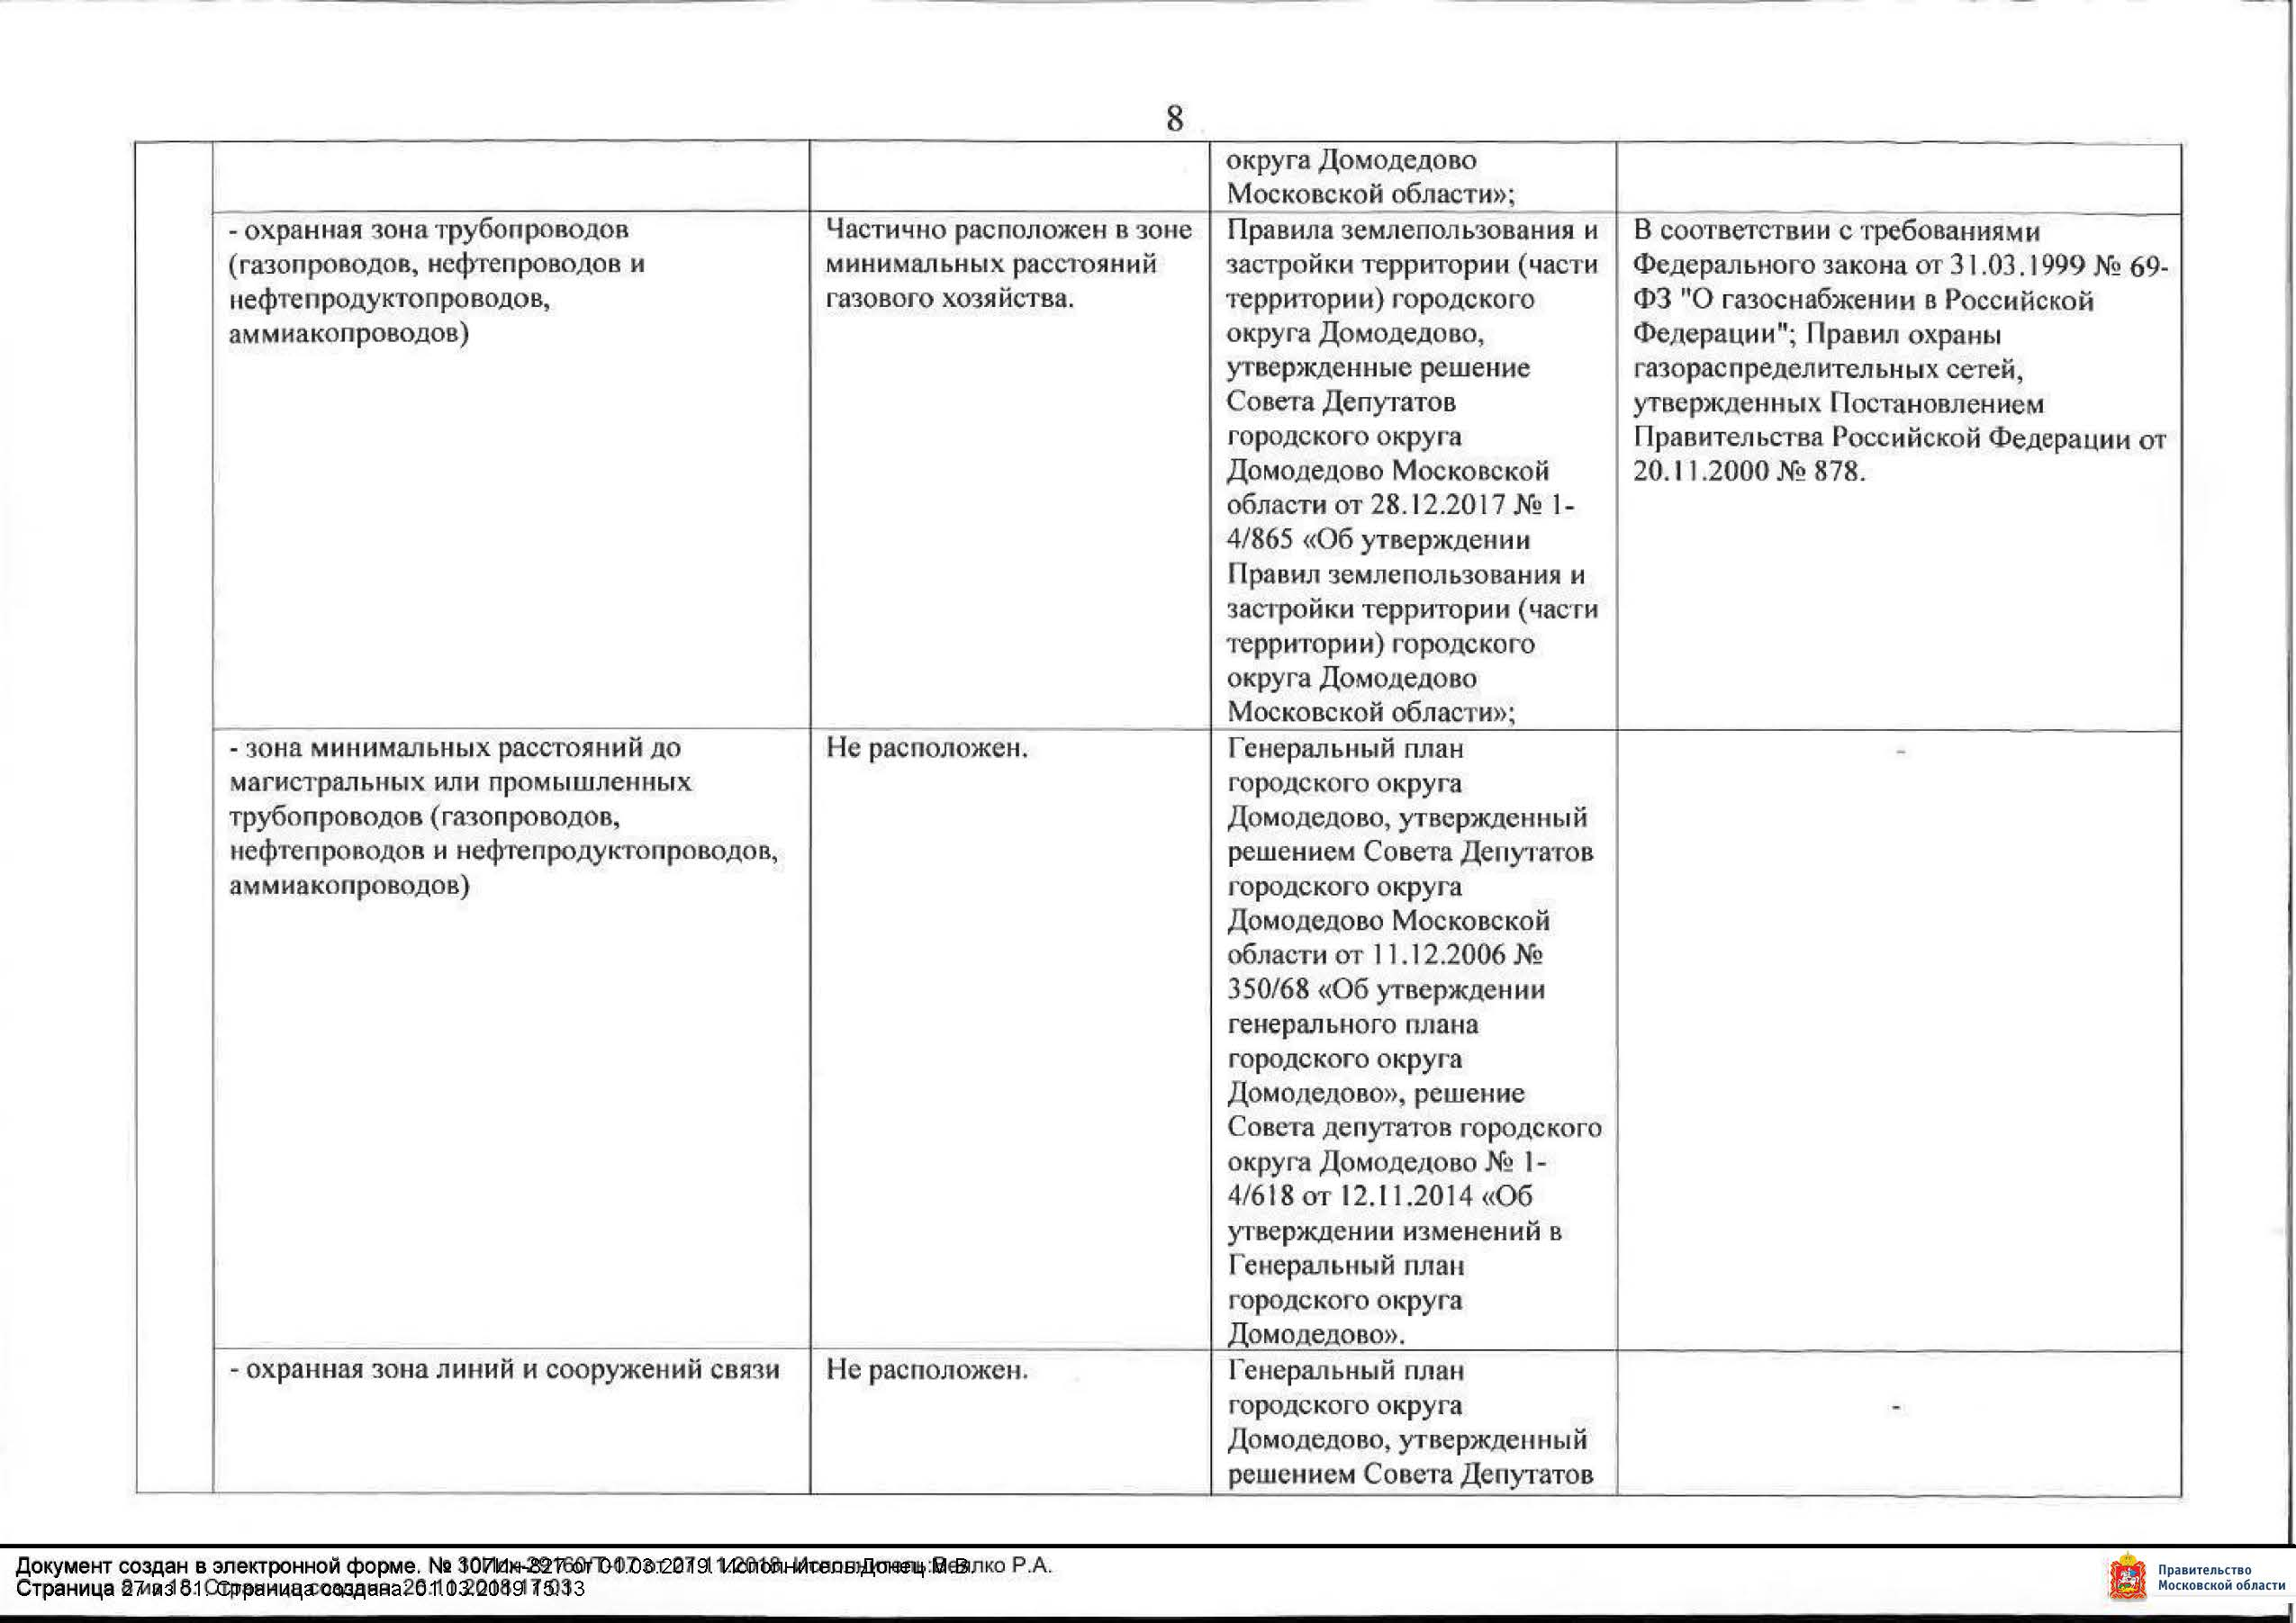 8
округа Домодедово
Московской области»;
- охранная зона трубопроводов
(газопроводов, нефтепроводов и
нефтепродуктопроводов,
аммиакопроводов)
Частично расположен в зоне
минимальных расстояний
газового хозяйства.
Правила землепользования и
застройки территории (части
территории) городского
округа Домодедово,
утвержденные решение
Совета Депутатов
городского округа
Домодедово Московской
области от 28.12.2017 № 1-
4/865 «Об утверждении
Правил землепользования и
застройки территории (части
территории) городского
округа Домодедово
Московской области»;
В соответствии с требованиями
Федерального закона от 31.03.1999 № 69-
ФЗ "О газоснабжении в Российской
Федерации"; Правил охраны
газораспределительных сетей,
утвержденных Постановлением
Правительства Российской Федерации от
20.11.2000 № 878.
- зона минимальных расстояний до
магистральных или промышленных
трубопроводов (газопроводов,
нефтепроводов и нефтепродуктопроводов,
аммиакопроводов)
Не расположен.
Генеральный план
городского округа
Домодедово, утвержденный
решением Совета Депутатов
городского округа
Домодедово Московской
области от 11.12.2006 №
350/68 «Об утверждении
генерального плана
городского округа
Домодедово», решение
Совета депутатов городского
округа Домодедово № 1-
4/618 от 12.11.2014 «Об
утверждении изменений в
Генеральный план
городского округа
Домодедово».
-
- охранная зона линий и сооружений связи
Не расположен.
Генеральный план
городского округа
Домодедово, утвержденный
решением Совета Депутатов
-
Документ создан в электронной форме. № Р.А.
Страница
Правительство
Московской области